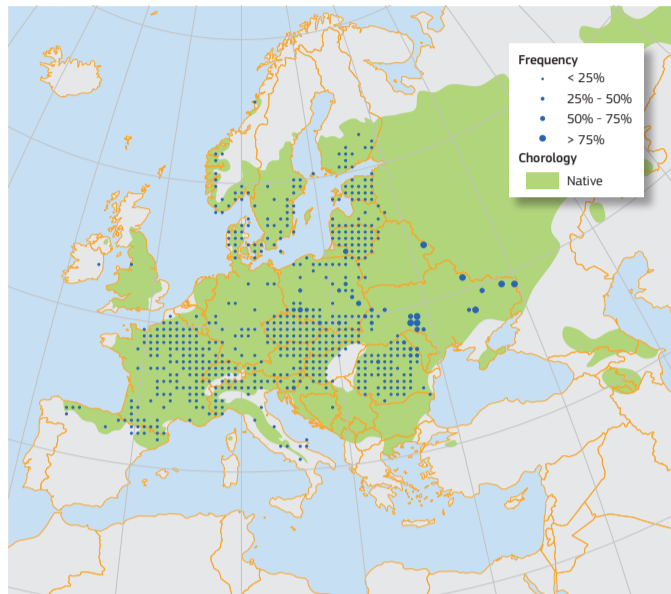 Frequency
< 25%
25% - 50%
50% - 75%
> 75%
Chorology
Native